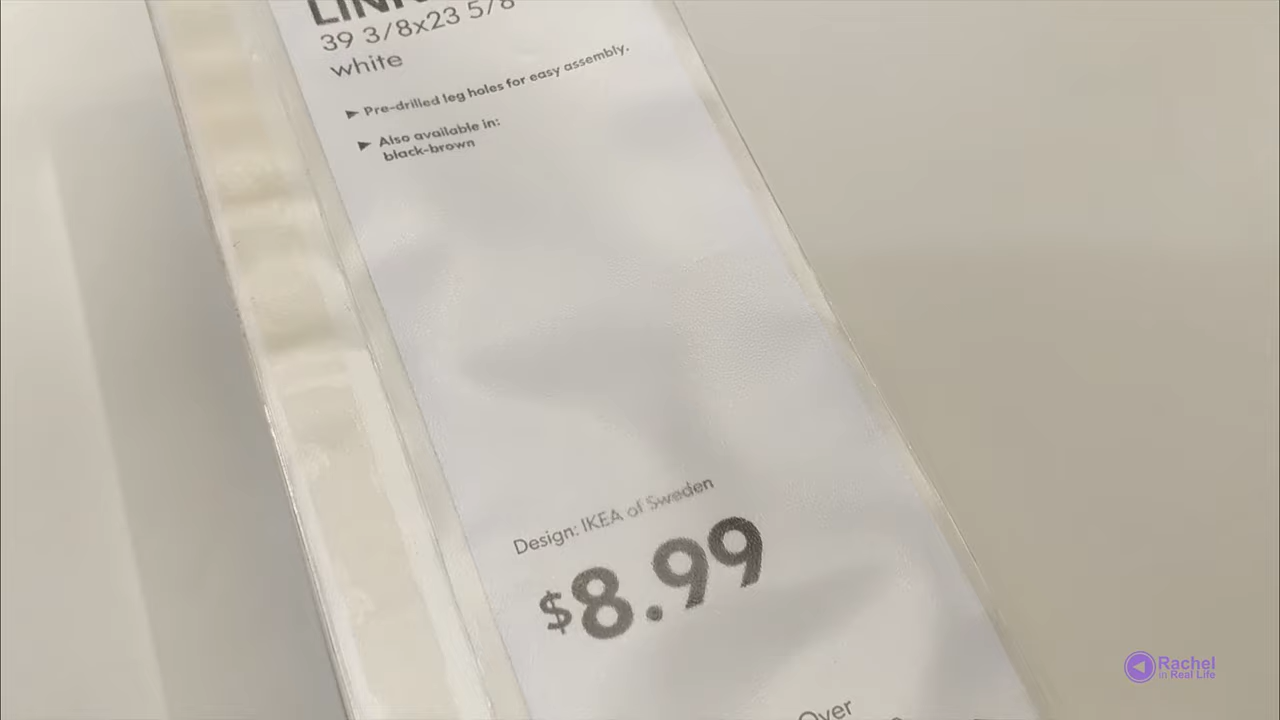 39 3/8x23 5/8
white
► Pre-drilled leg holes for easy assembly.
► Also available in:
black-brown
Design: IKEA of Sweden
$8.99
Over
Rachel
in Real Life